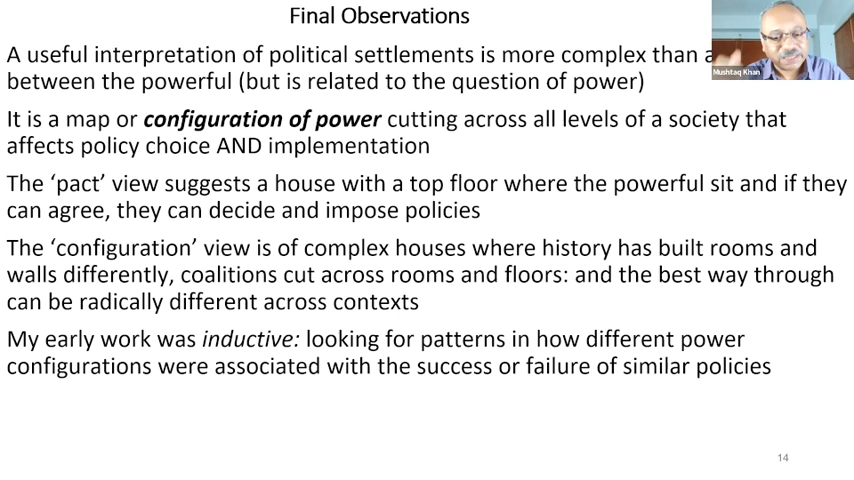 Final Observations
A useful interpretation of political settlements is more complex than a
between the powerful (but is related to the question of power)
It is a map or configuration of power cutting across all levels of a society that
affects policy choice AND implementation
The ‘pact’ view suggests a house with a top floor where the powerful sit and if they
can agree, they can decide and impose policies
The ‘configuration’ view is of complex houses where history has built rooms and
walls differently, coalitions cut across rooms and floors: and the best way through
can be radically different across contexts
My early work was inductive: looking for patterns in how different power
configurations were associated with the success or failure of similar policies
14
Mushtaq Khan